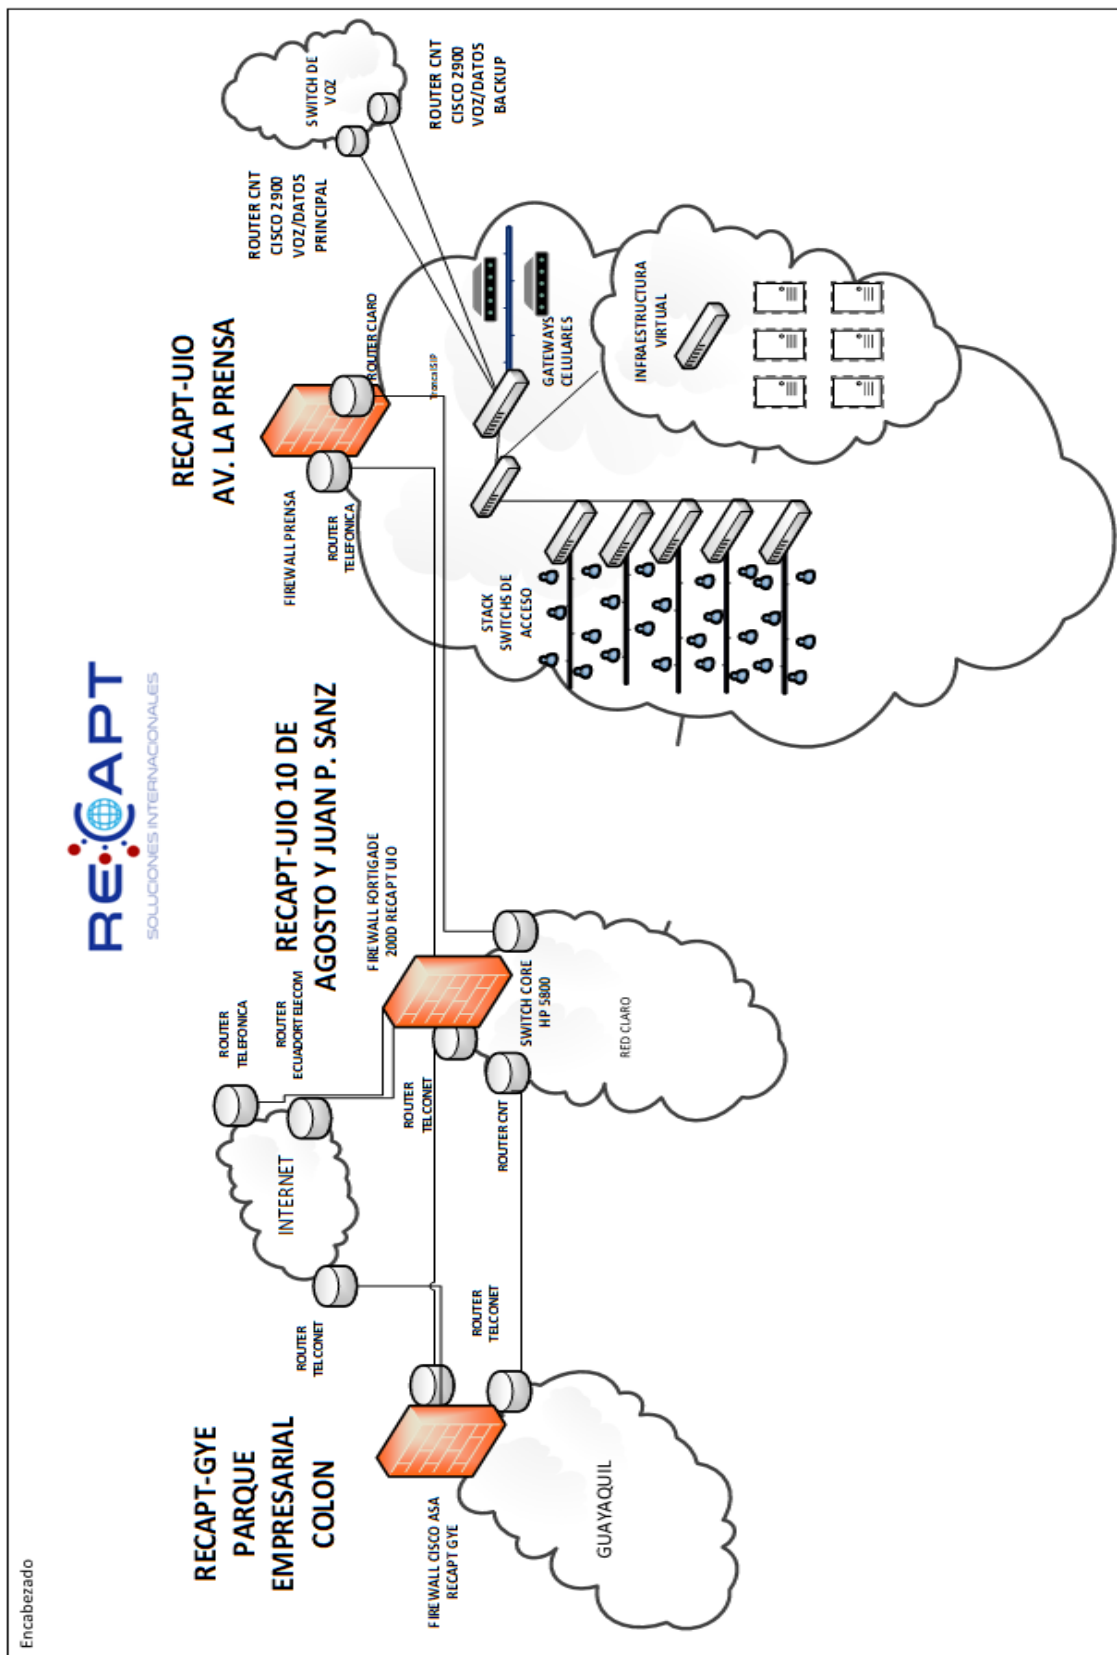 Encabezado
RECAPT
SOLUCIONES INTERNACIONALES
RECAPT-GYE
PARQUE
EMPRESARIAL
COLON
RECAPT-UIO 10 DE
AGOSTO Y JUAN P. SANZ
RECAPT-UIO
AV. LA PRENSA
ROUTER
TELCONET
INTERNET
ROUTER
TELEFONICA
ROUTER
ECUADORTELECOM
FIREWALL FORTIGADE
200D RECAPT UIO
FIREWALL PRENSA
ROUTER
TELEFONICA
ROUTER CLARO
ROUTER CNT
CISCO 2900
VOZ/DATOS
PRINCIPAL
SWITCH DE
VOZ
ROUTER CNT
CISCO 2900
VOZ/DATOS
BACKUP
FIREWALL CISCO ASA
RECAPT GYE
ROUTER
TELCONET
ROUTER
TELCONET
ROUTER CNT
SWITCH CORE
HP 5800
RED CLARO
GUAYAQUIL
STACK
SWITCHS DE
ACCESO
Troncal SIP
GATEWAYS
CELULARES
INFRAESTRUCTURA
VIRTUAL